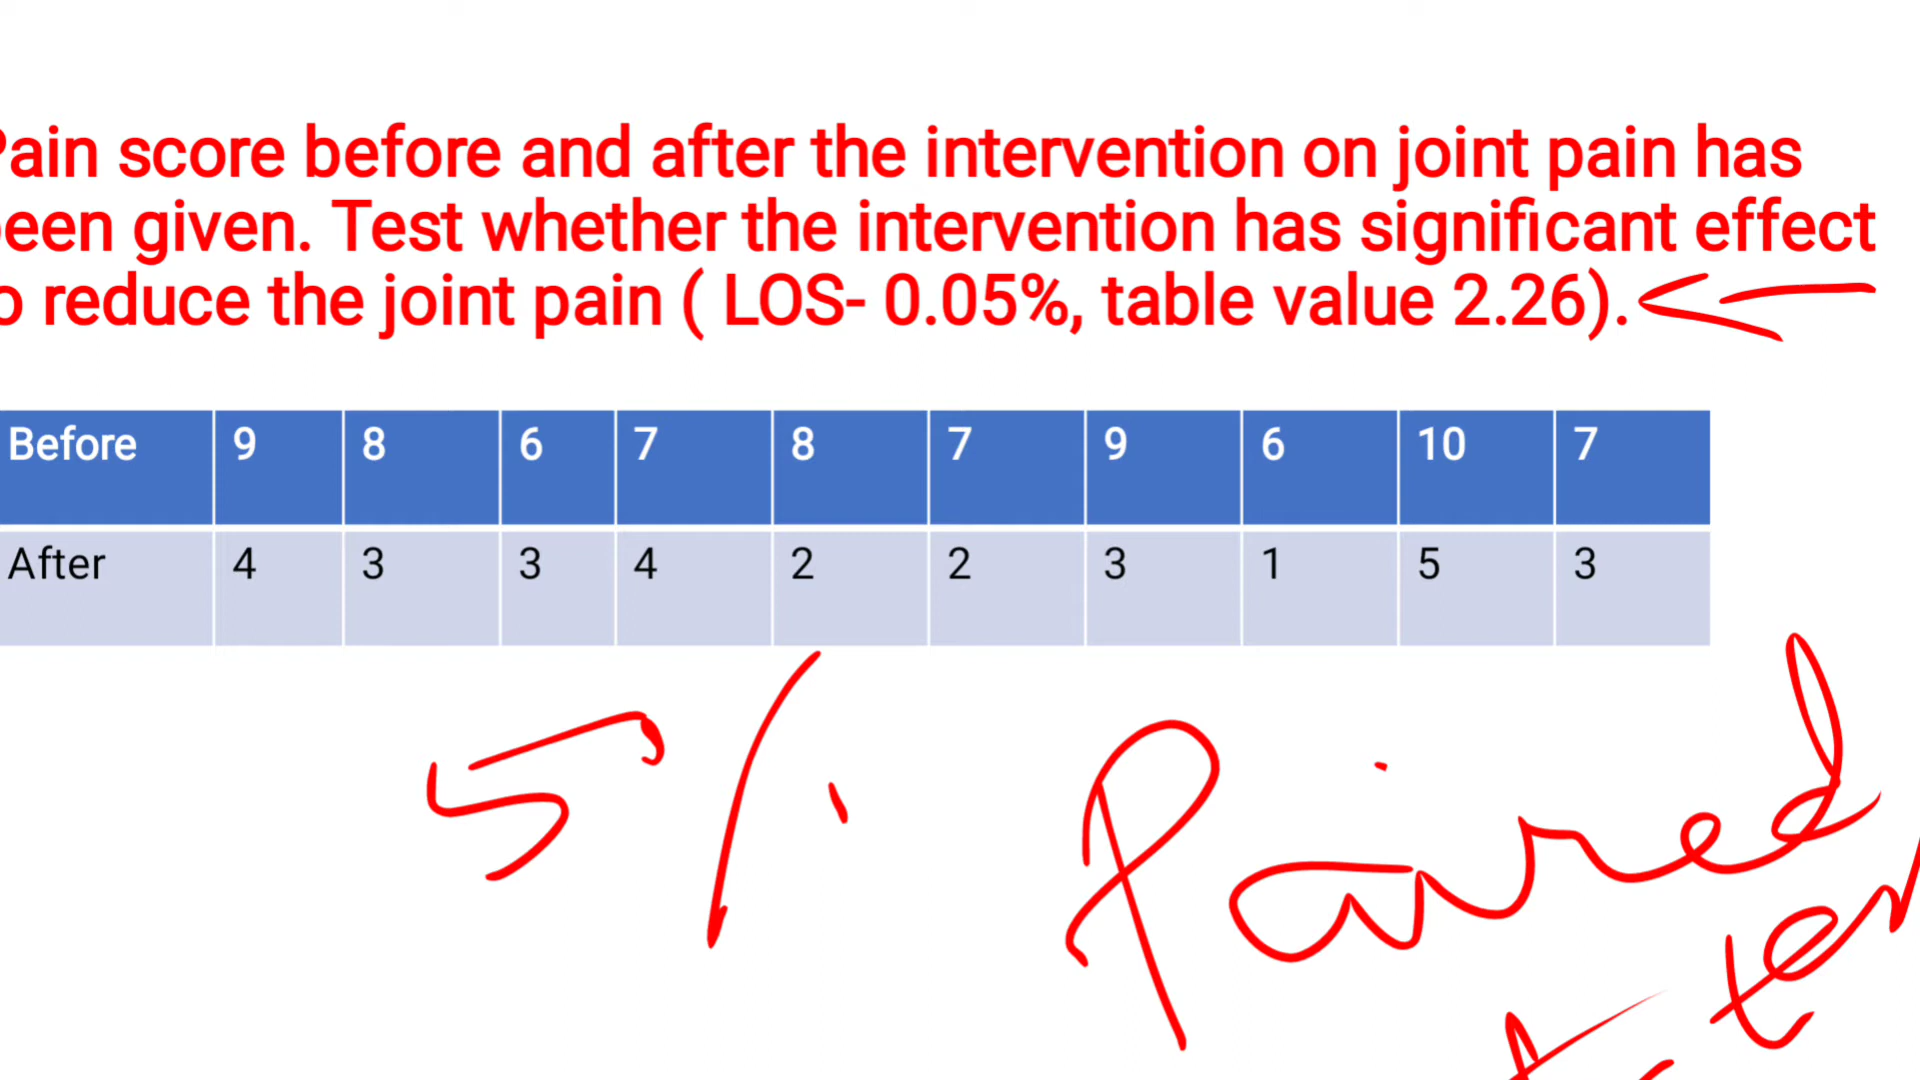 Pain score before and after the intervention on joint pain has
been given. Test whether the intervention has significant effect
o reduce the joint pain ( LOS- 0.05%, table value 2.26).
Before 9 8 6 7 8 7 9 6 10 7
After 4 3 3 4 2 2 3 1 5 3
5% Paired